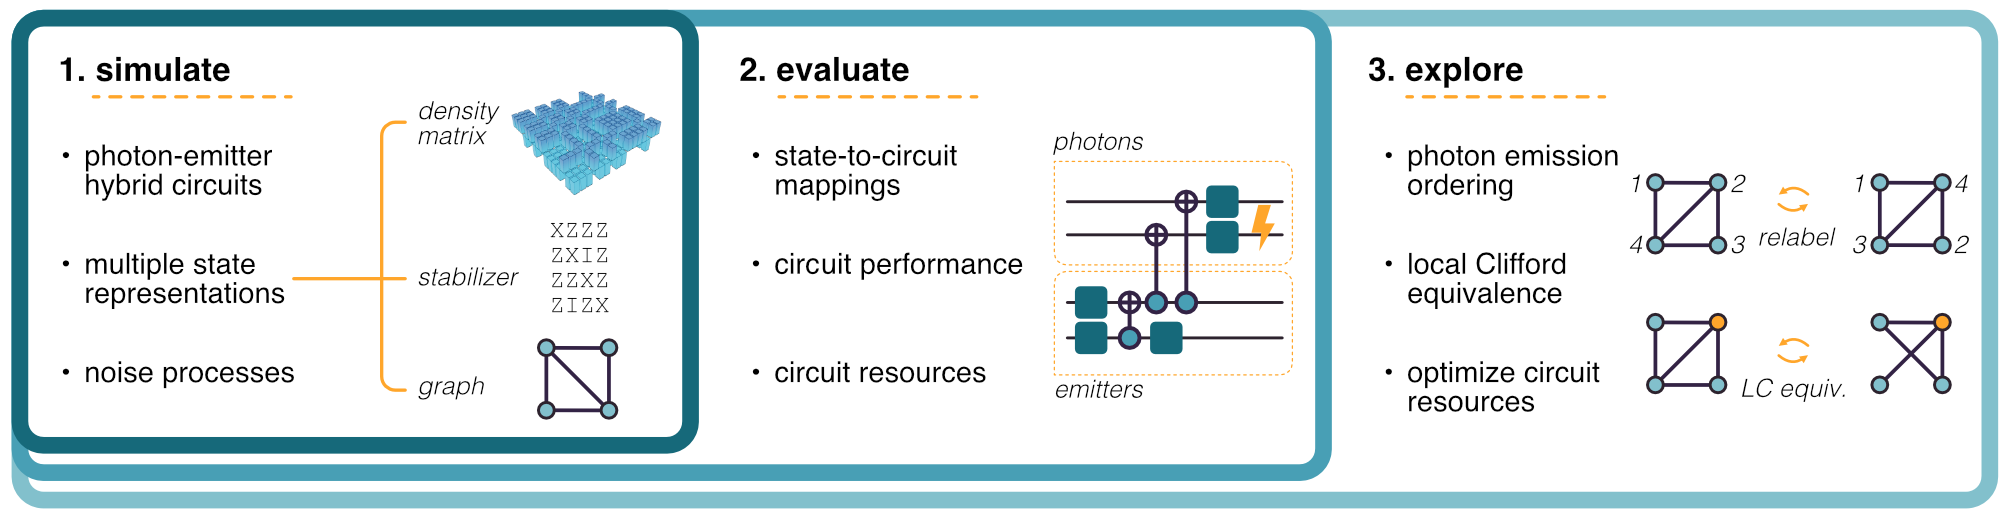 1. simulate
photon-emitter
hybrid circuits
multiple state
representations
noise processes
density
matrix
stabilizer
XZZZ
ZXIZ
ZZXZ
ZIZX
graph
2. evaluate
state-to-circuit
mappings
circuit performance
circuit resources
photons
emitters
3. explore
photon emission
ordering
local Clifford
equivalence
optimize circuit
resources
1 2
4 3
relabel
1 4
3 2
LC equiv.